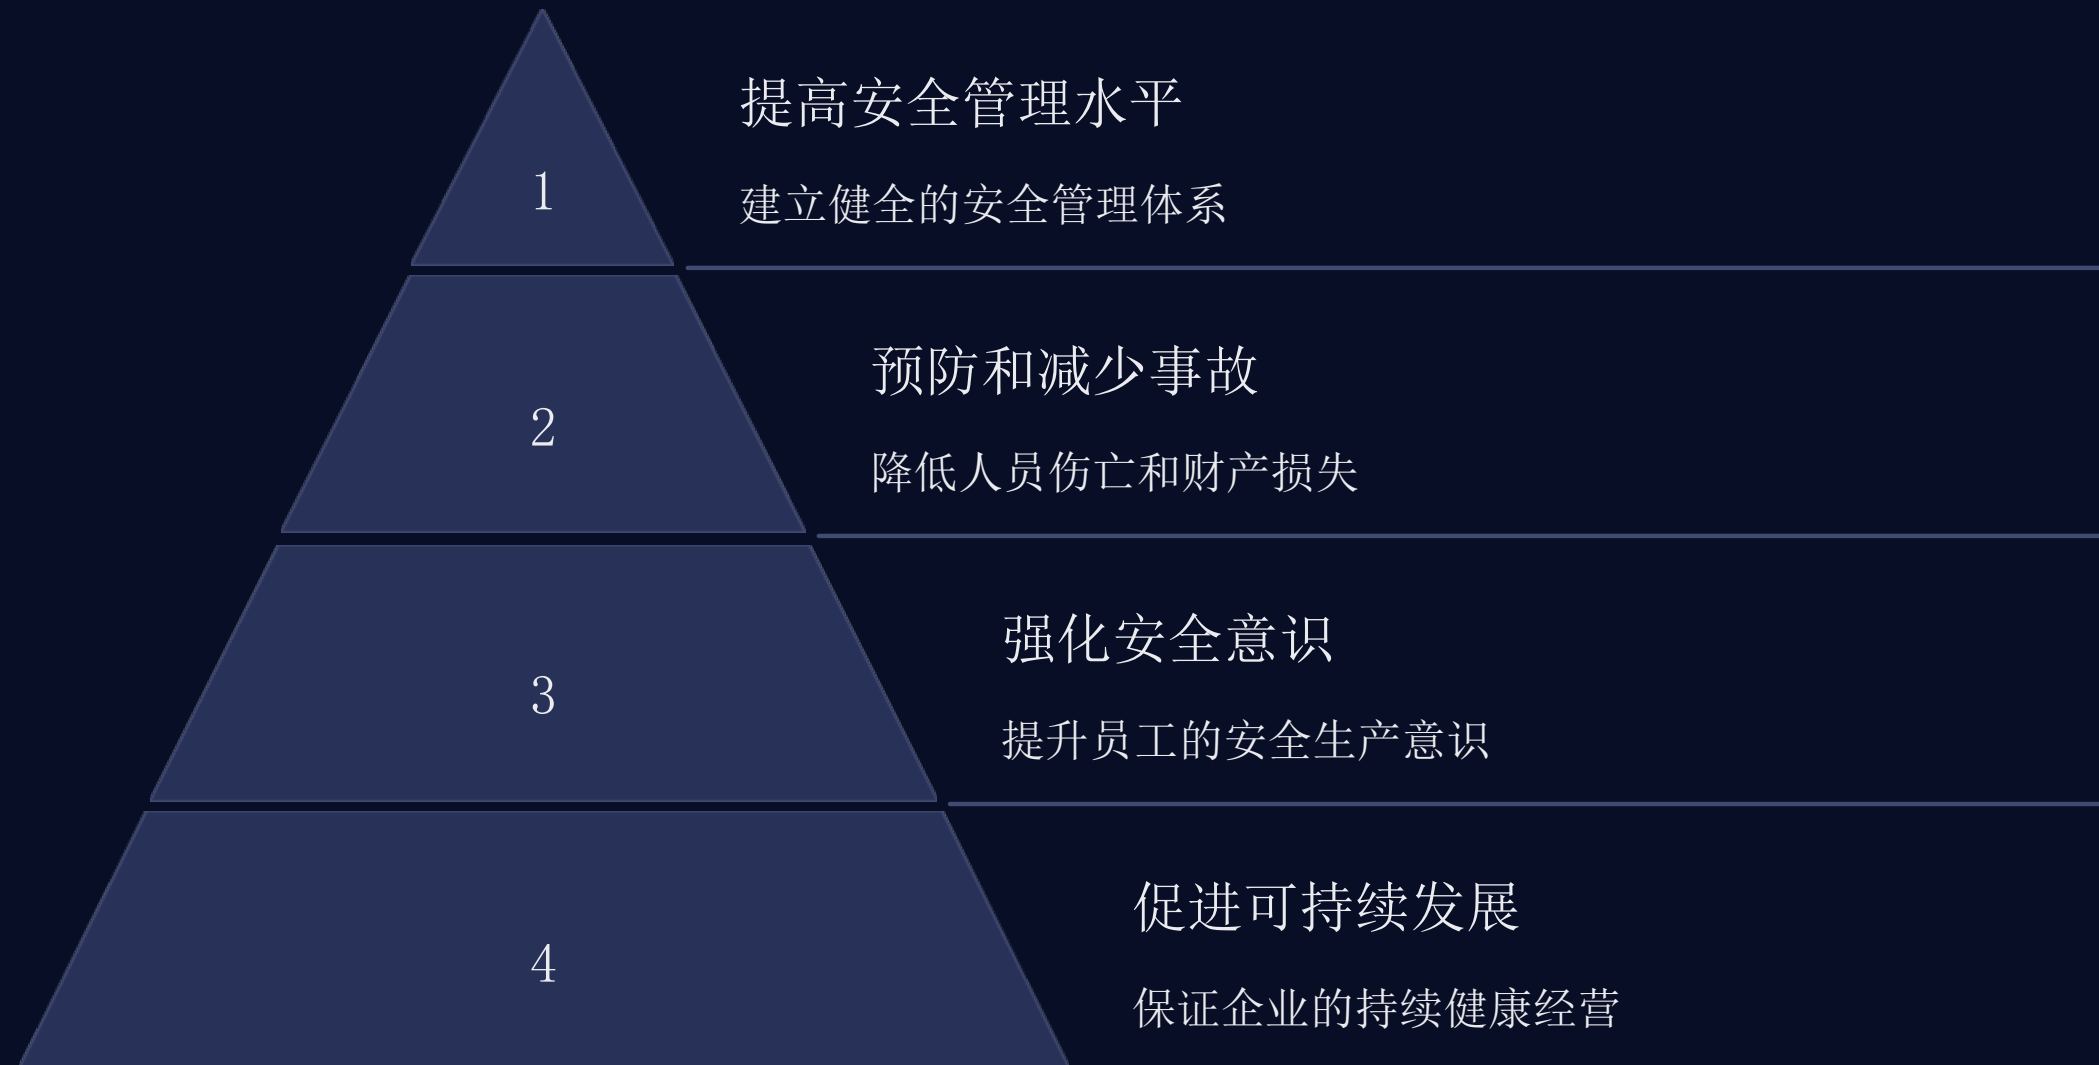 1
提高安全管理水平
建立健全的安全管理体系
2
预防和减少事故
降低人员伤亡和财产损失
3
强化安全意识
提升员工的安全生产意识
4
促进可持续发展
保证企业的持续健康经营